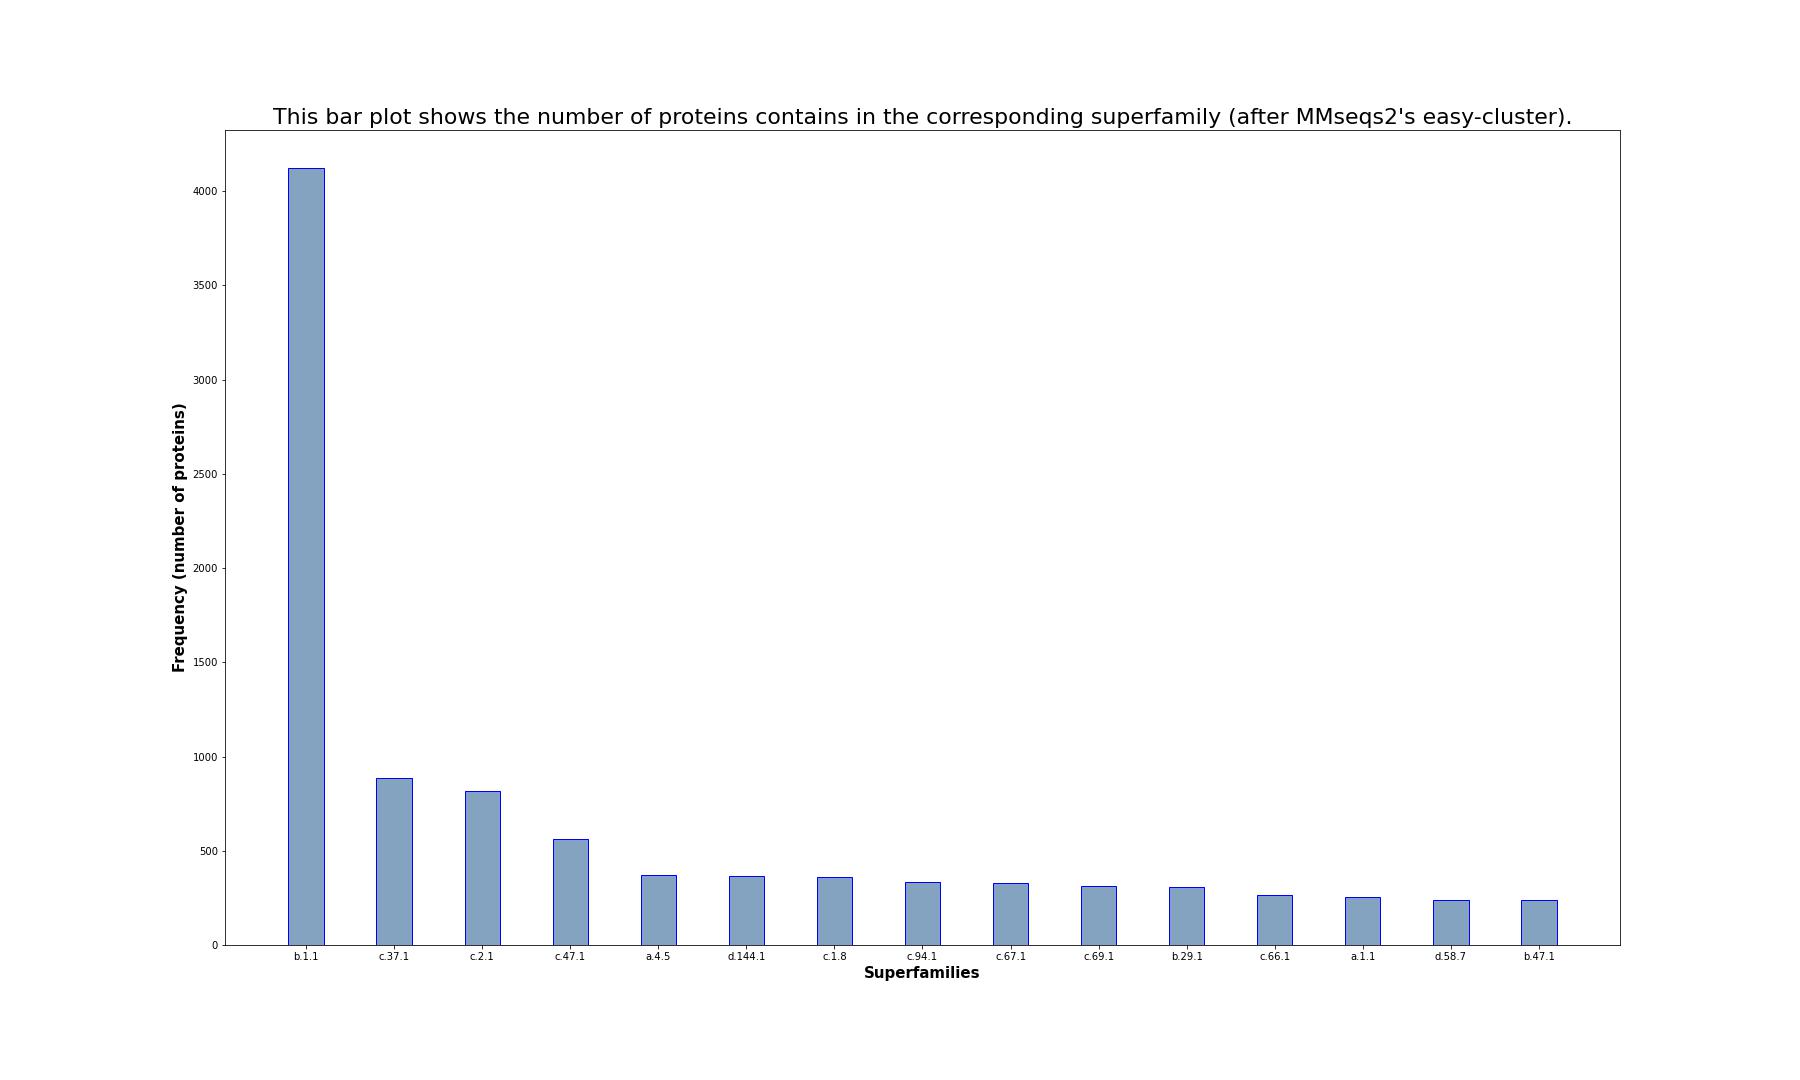 This bar plot shows the number of proteins contains in the corresponding superfamily (after MMseqs2's easy-cluster).
4000
3500
3000
2500
2000
1500
1000
500
0
Frequency (number of proteins)
b.1.1 c.37.1 c.2.1 c.47.1 a.4.5 d.144.1 c.1.8 c.94.1 c.67.1 c.69.1 b.29.1 c.66.1 a.1.1 d.58.7 b.47.1
Superfamilies